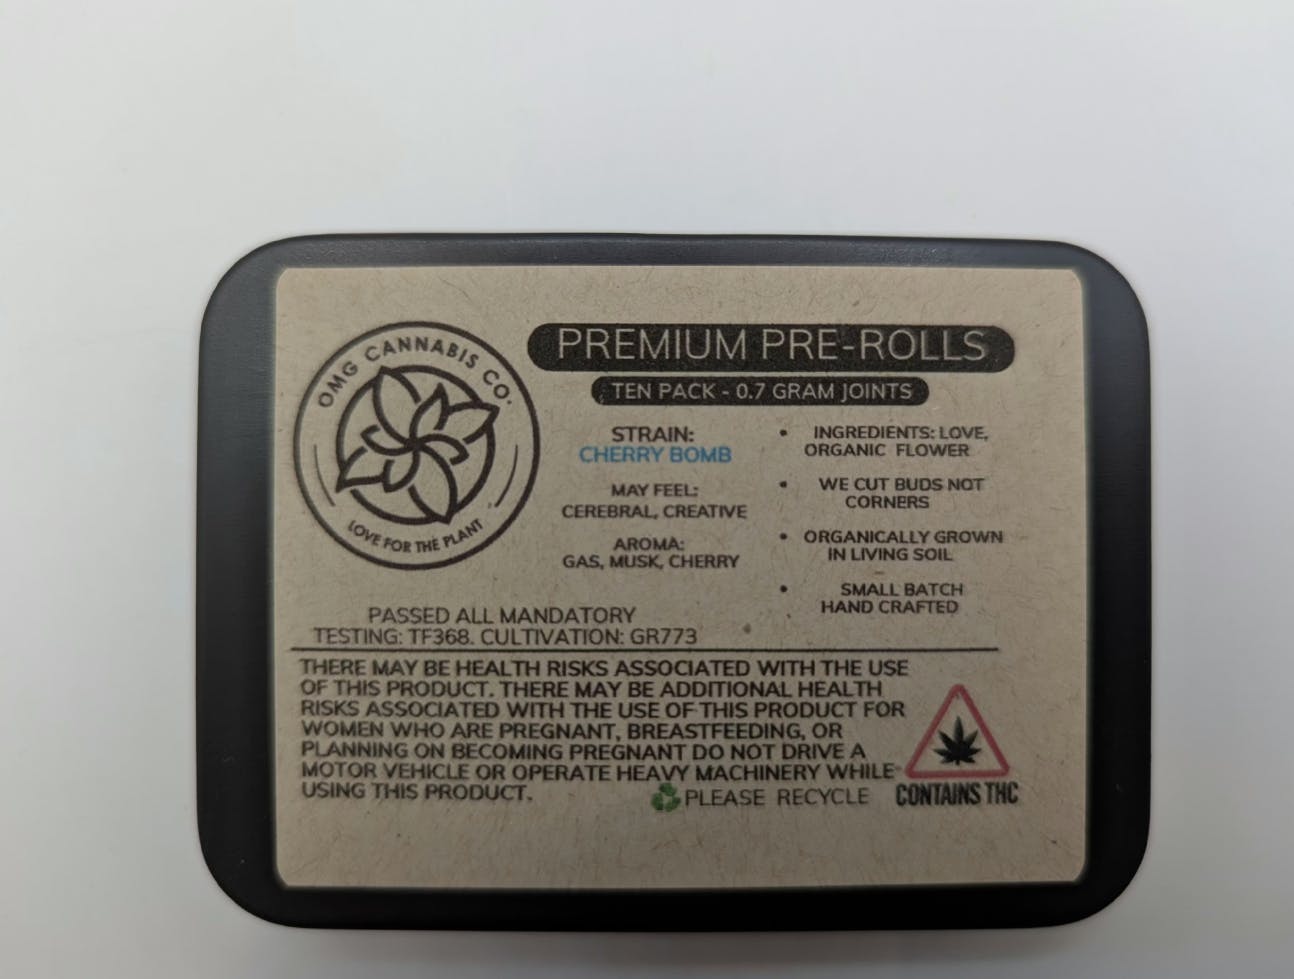 OMG CANNABIS CO.
LOVE FOR THE PLANT
PREMIUM PRE-ROLLS
TEN PACK - 0.7 GRAM JOINTS
STRAIN:
CHERRY BOMB
MAY FEEL:
CEREBRAL, CREATIVE
AROMA:
GAS, MUSK, CHERRY
• INGREDIENTS: LOVE,
ORGANIC FLOWER
• WE CUT BUDS NOT
CORNERS
• ORGANICALLY GROWN
IN LIVING SOIL
• SMALL BATCH
HAND CRAFTED
PASSED ALL MANDATORY
TESTING: TF368. CULTIVATION: GR773
THERE MAY BE HEALTH RISKS ASSOCIATED WITH THE USE
OF THIS PRODUCT. THERE MAY BE ADDITIONAL HEALTH
RISKS ASSOCIATED WITH THE USE OF THIS PRODUCT FOR
WOMEN WHO ARE PREGNANT, BREASTFEEDING, OR
PLANNING ON BECOMING PREGNANT DO NOT DRIVE A
MOTOR VEHICLE OR OPERATE HEAVY MACHINERY WHILE
USING THIS PRODUCT.
PLEASE RECYCLE
CONTAINS THC